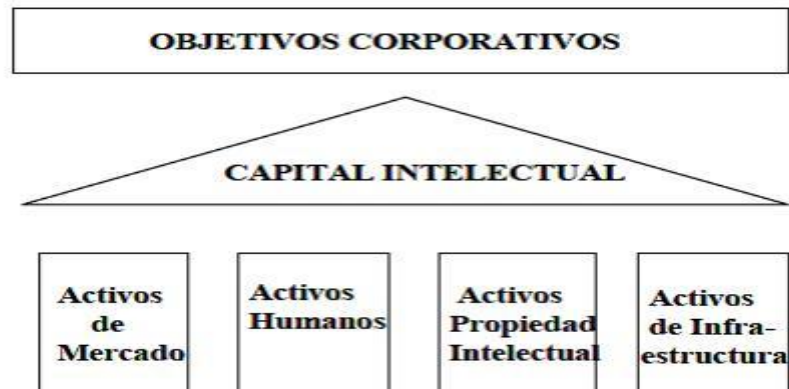 OBJETIVOS CORPORATIVOS
CAPITAL INTELECTUAL
Activos
de
Mercado
Activos
Humanos
Activos
Propiedad
Intelectual
Activos
de Infra-
estructura